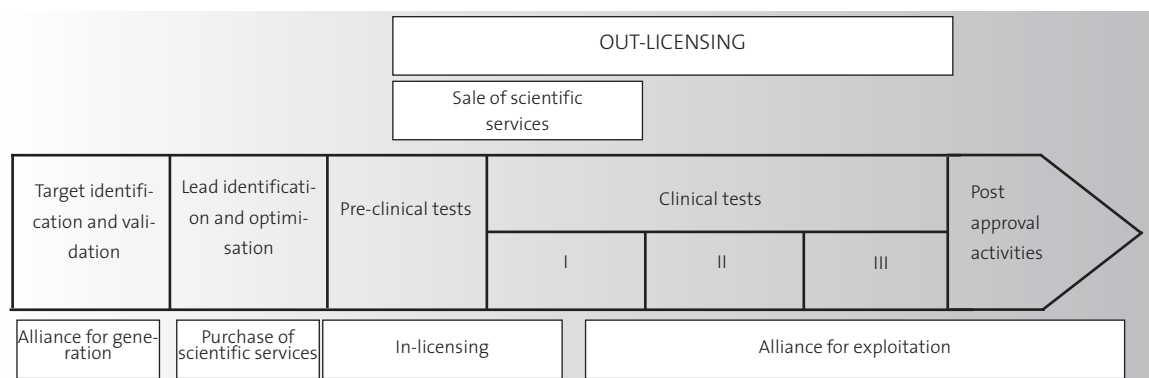 OUT-LICENSING
Sale of scientific
services
Target identifi-
cation and vali-
dation
Lead identificati-
on and optimi-
sation
Pre-clinical tests
Clinical tests
I
II
III
Post
approval
activities
Alliance for gene-
ration
Purchase of
scientific services
In-licensing
Alliance for exploitation